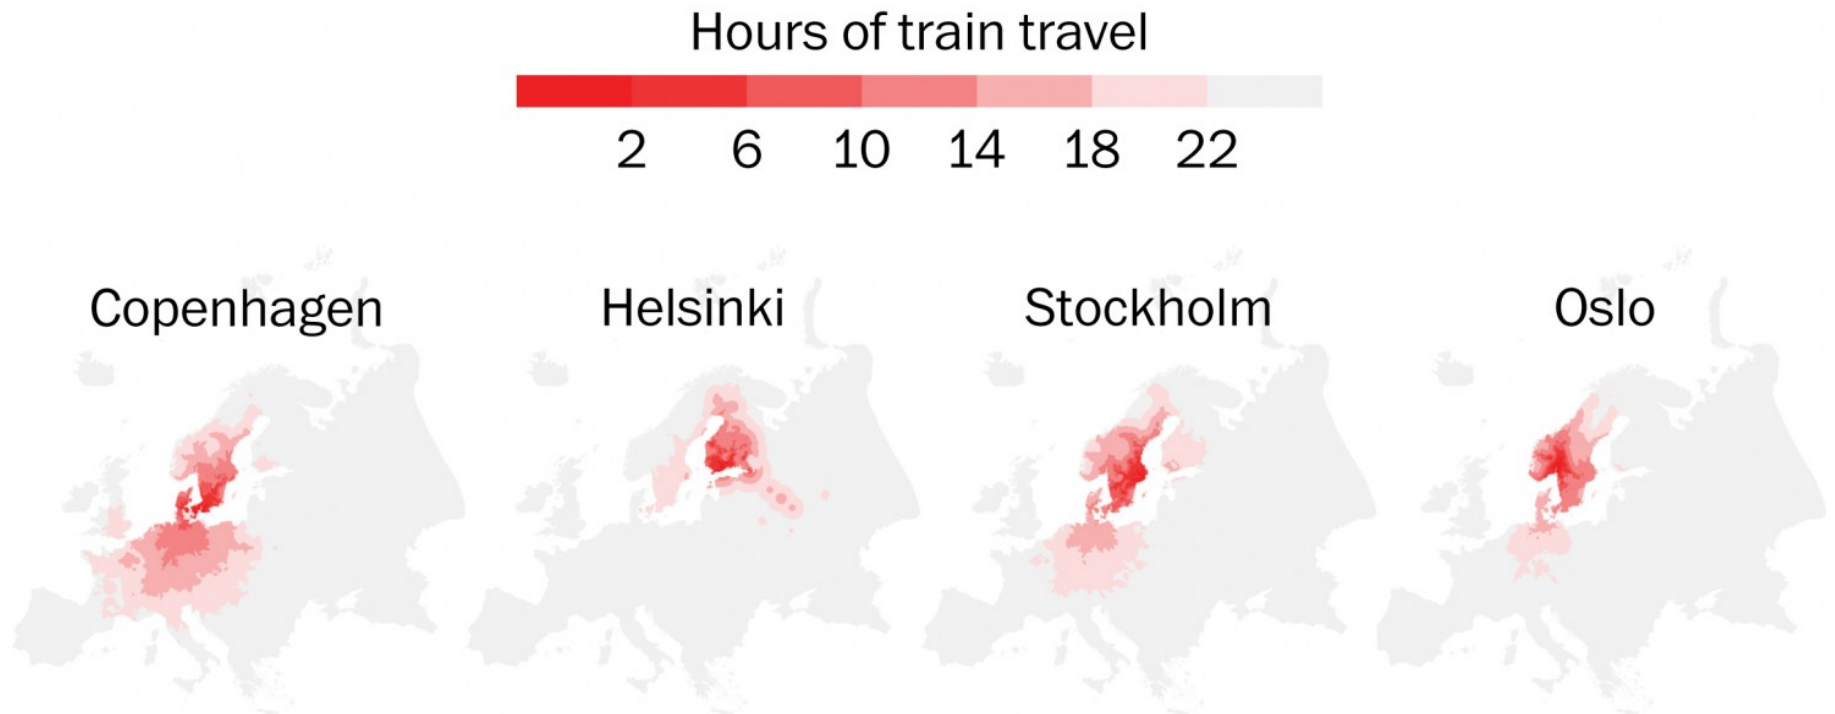 Hours of train travel
2 6 10 14 18 22
Copenhagen Helsinki Stockholm Oslo